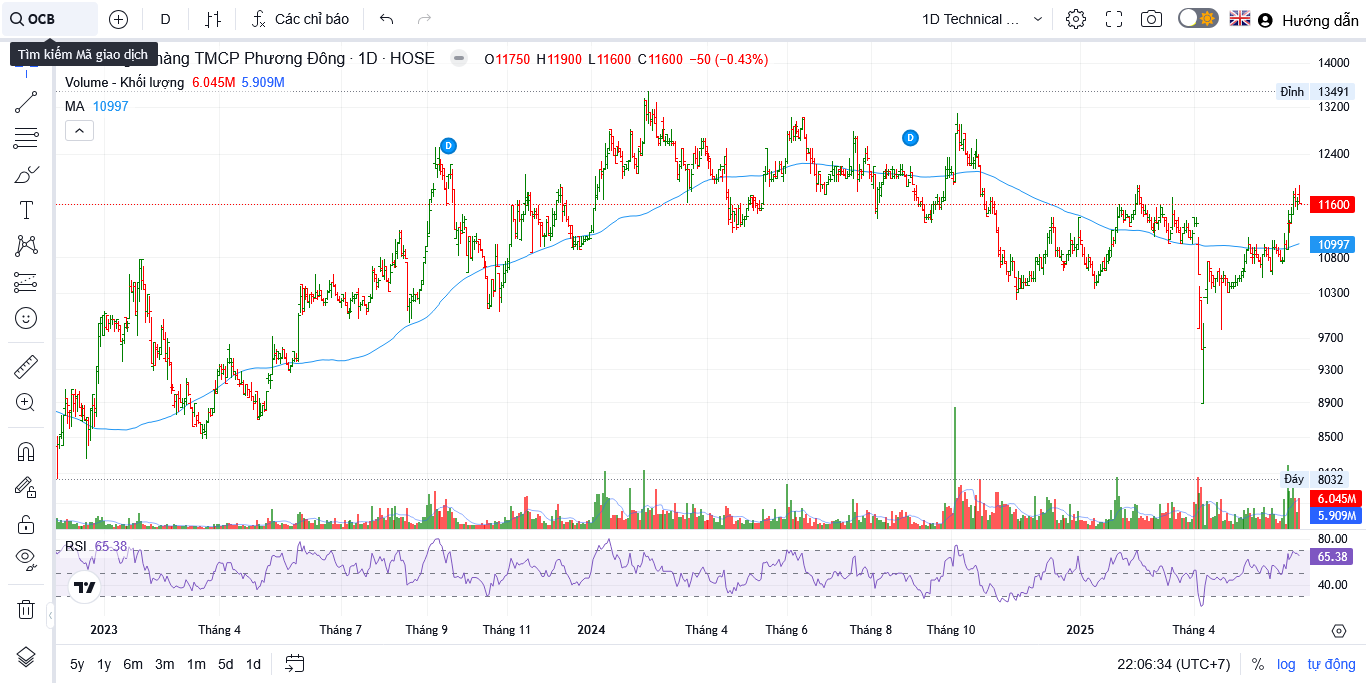 OCB
D
Các chỉ báo
1D Technical ...
Hướng dẫn
Tìm kiếm Mã giao dịch
hàng TMCP Phương Đông · 1D · HOSE
O11750 H11900 L11600 C11600 −50 (−0.43%)
Volume - Khối lượng 6.045M 5.909M
MA 10997
D
D
14000
Đỉnh 13491
13200
12400
11600
10997
10800
10300
9700
9300
8900
8500
Đáy 8032
6.045M
5.909M
RSI 65.38
80.00
65.38
40.00
2023 Tháng 4 Tháng 7 Tháng 9 Tháng 11 2024 Tháng 4 Tháng 6 Tháng 8 Tháng 10 2025 Tháng 4
5y 1y 6m 3m 1m 5d 1d
22:06:34 (UTC+7) % log tự động